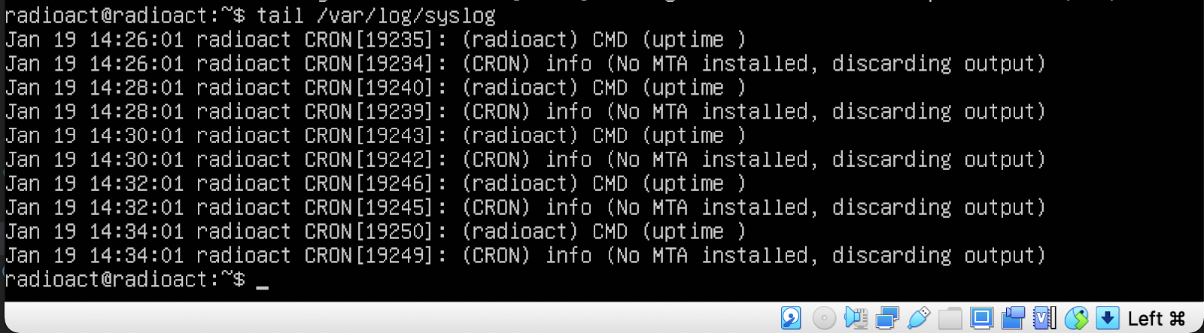 radioact@radioact:~$ tail /var/log/syslog
Jan 19 14:26:01 radioact CRON[19235]: (radioact) CMD (uptime )
Jan 19 14:26:01 radioact CRON[19234]: (CRON) info (No MTA installed, discarding output)
Jan 19 14:28:01 radioact CRON[19240]: (radioact) CMD (uptime )
Jan 19 14:28:01 radioact CRON[19239]: (CRON) info (No MTA installed, discarding output)
Jan 19 14:30:01 radioact CRON[19243]: (radioact) CMD (uptime )
Jan 19 14:30:01 radioact CRON[19242]: (CRON) info (No MTA installed, discarding output)
Jan 19 14:32:01 radioact CRON[19246]: (radioact) CMD (uptime )
Jan 19 14:32:01 radioact CRON[19245]: (CRON) info (No MTA installed, discarding output)
Jan 19 14:34:01 radioact CRON[19250]: (radioact) CMD (uptime )
Jan 19 14:34:01 radioact CRON[19249]: (CRON) info (No MTA installed, discarding output)
radioact@radioact:~$ _
Left ⌘